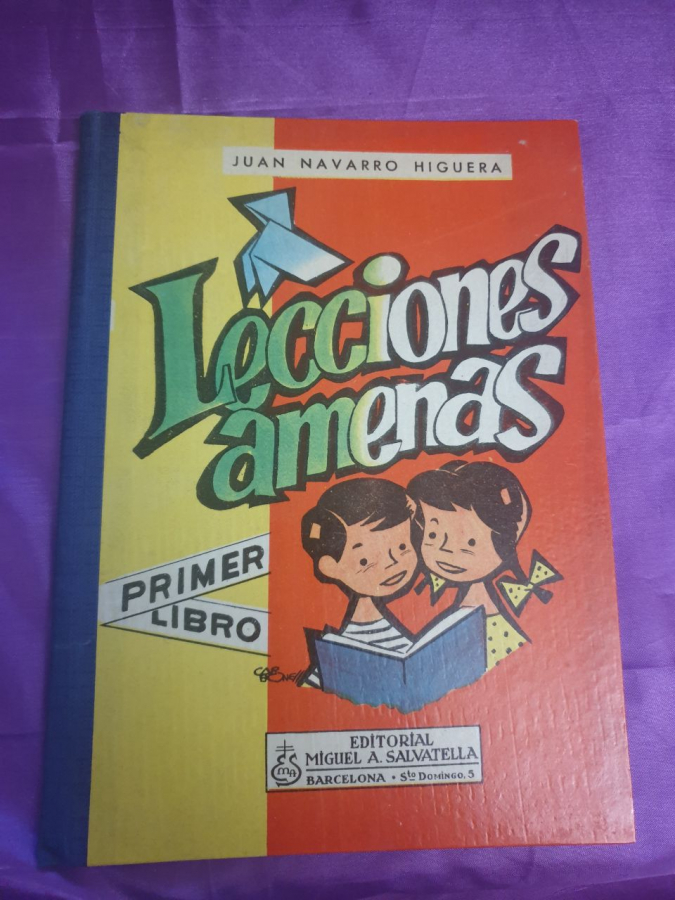 JUAN NAVARRO HIGUERA
Lecciones
amenas
PRIMER
LIBRO
EDITORIAL
MIGUEL A. SALVATELLA
BARCELONA • Sto DOMINGO, 5